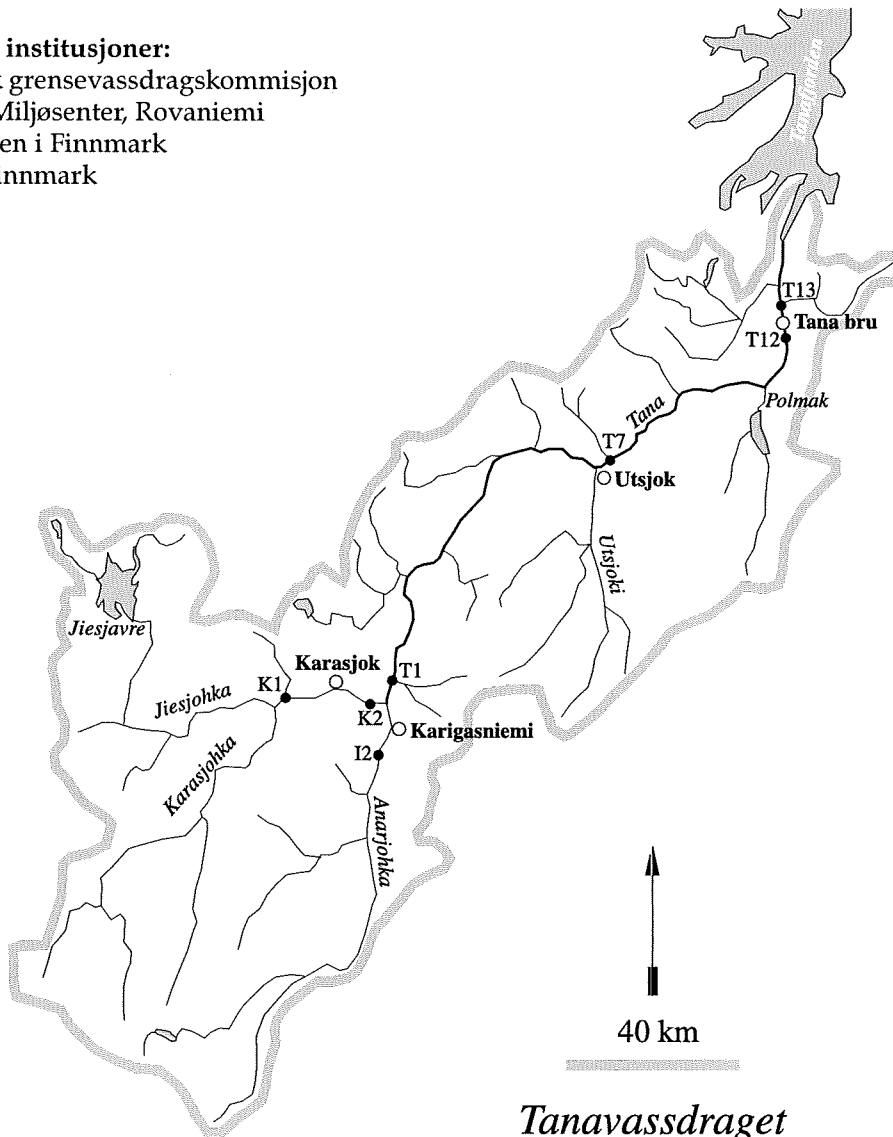 institusjoner:
grensevassdragskommisjon
Miljøsenter, Rovaniemi
en i Finnmark
innmark
Tanafjorden
T13
Tana bru
T12
Polmak
Tana
T7
Utsjok
Utsjoki
Jiesjavre
Karasjok
T1
K1
Jiesjohka
K2
Karigasniemi
Karasjohka
I2
Anarjohka
40 km
Tanavassdraget